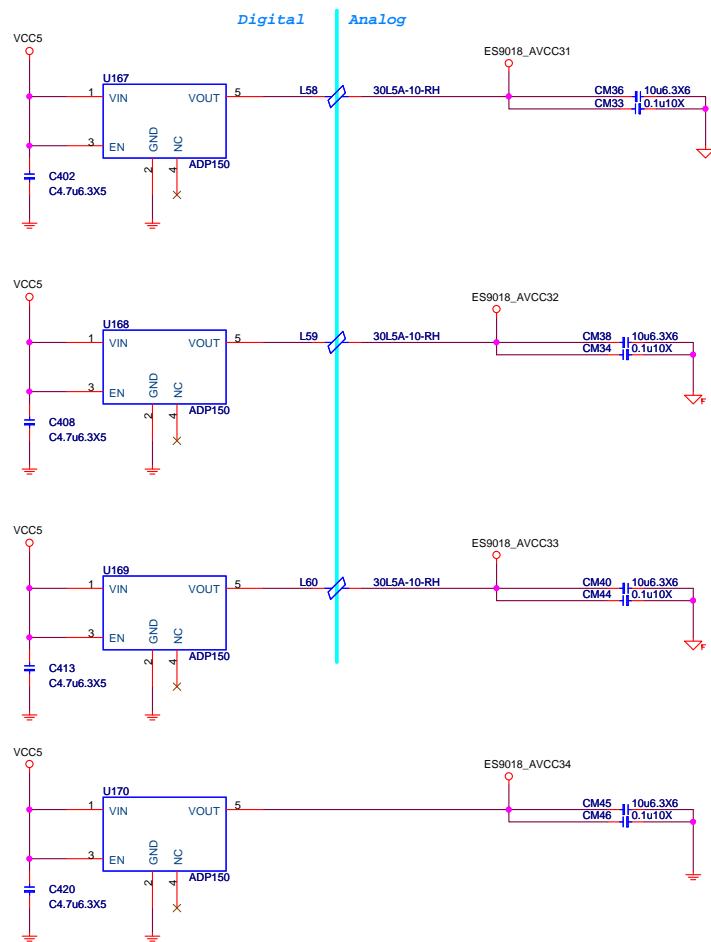 Digital Analog
VCC5
ES9018_AVCC31
U167
1 VIN VOUT 5 L58 30L5A-10-RH CM36 10u6.3X6
CM33 0.1u10X
3 EN GND NC
2 4 ADP150
C402
C4.7u6.3X5
VCC5
ES9018_AVCC32
U168
1 VIN VOUT 5 L59 30L5A-10-RH CM38 10u6.3X6
CM34 0.1u10X
3 EN GND NC
F
2 4 ADP150
C408
C4.7u6.3X5
VCC5
ES9018_AVCC33
U169
1 VIN VOUT 5 L60 30L5A-10-RH CM40 10u6.3X6
CM44 0.1u10X
3 EN GND NC
F
2 4 ADP150
C413
C4.7u6.3X5
VCC5
ES9018_AVCC34
U170
1 VIN VOUT 5 CM45 10u6.3X6
CM46 0.1u10X
3 EN GND NC
2 4 ADP150
C420
C4.7u6.3X5